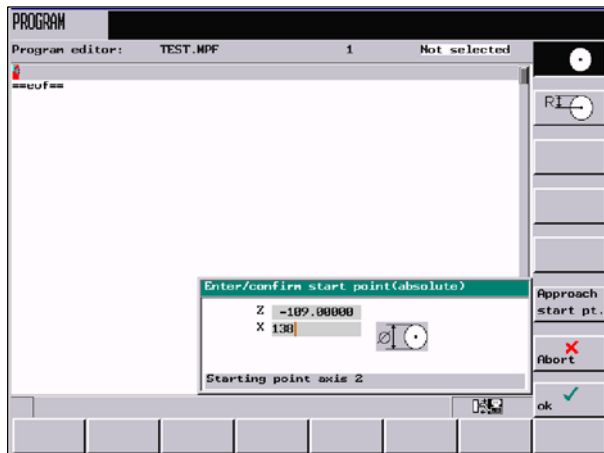 PROGRAM
Program editor: TEST.MPF 1 Not selected
==eof==
R
Enter/confirm start point(absolute)
Z -109.00000
X 138
Starting point axis 2
Approach
start pt.
Abort
ok